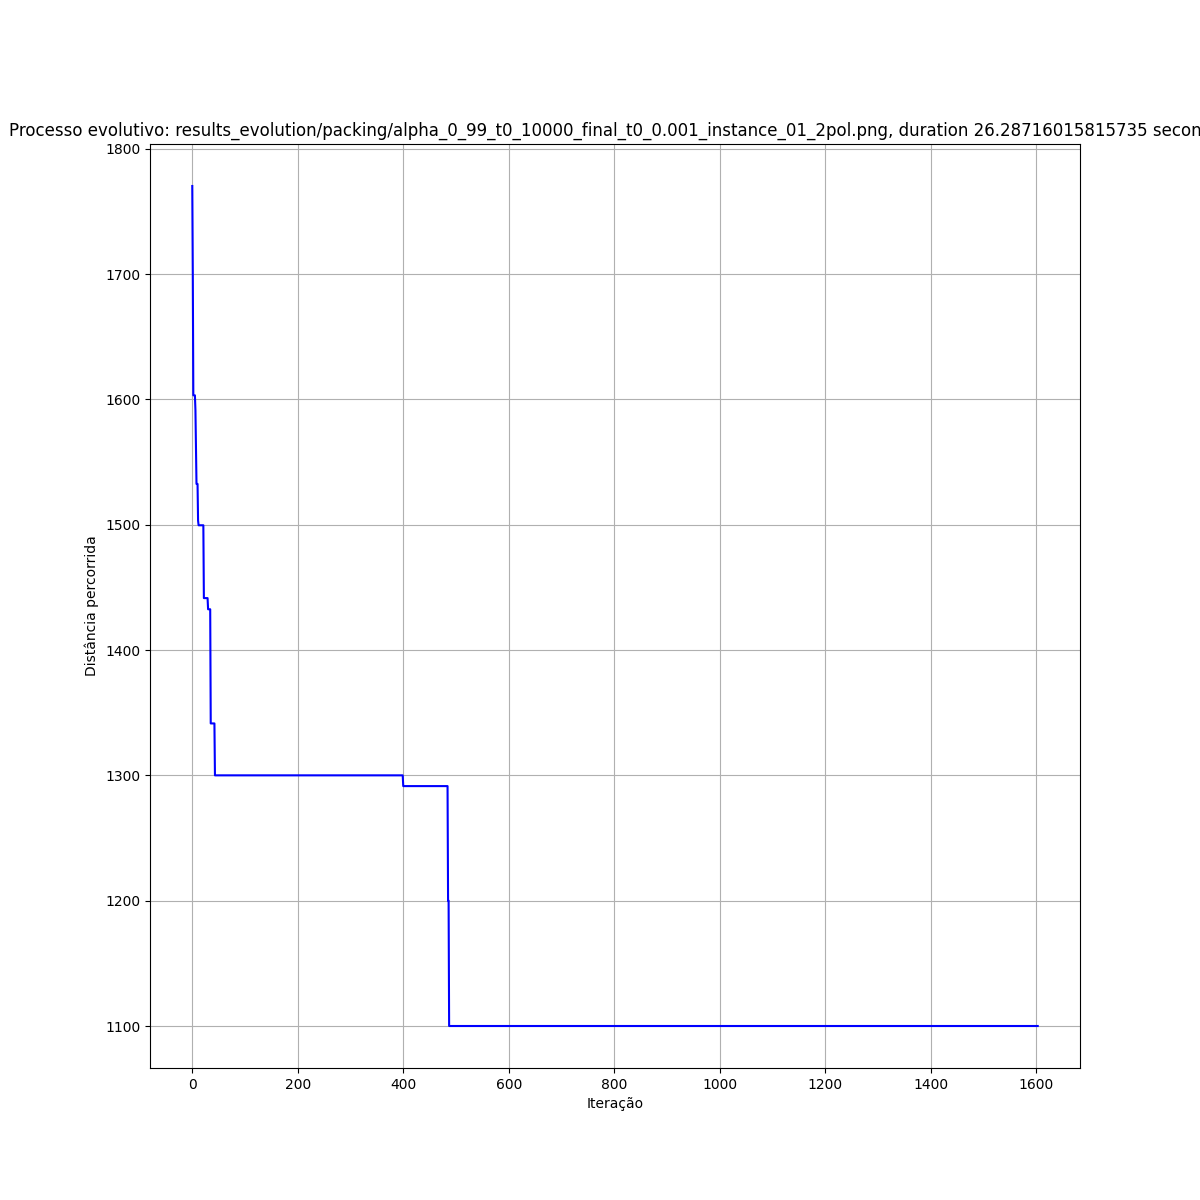 Processo evolutivo: results_evolution/packing/alpha_0_99_t0_10000_final_t0_0.001_instance_01_2pol.png, duration 26.28716015815735 secon
1800
1700
1600
1500
1400
1300
1200
1100
Distância percorrida
0 200 400 600 800 1000 1200 1400 1600
Iteração